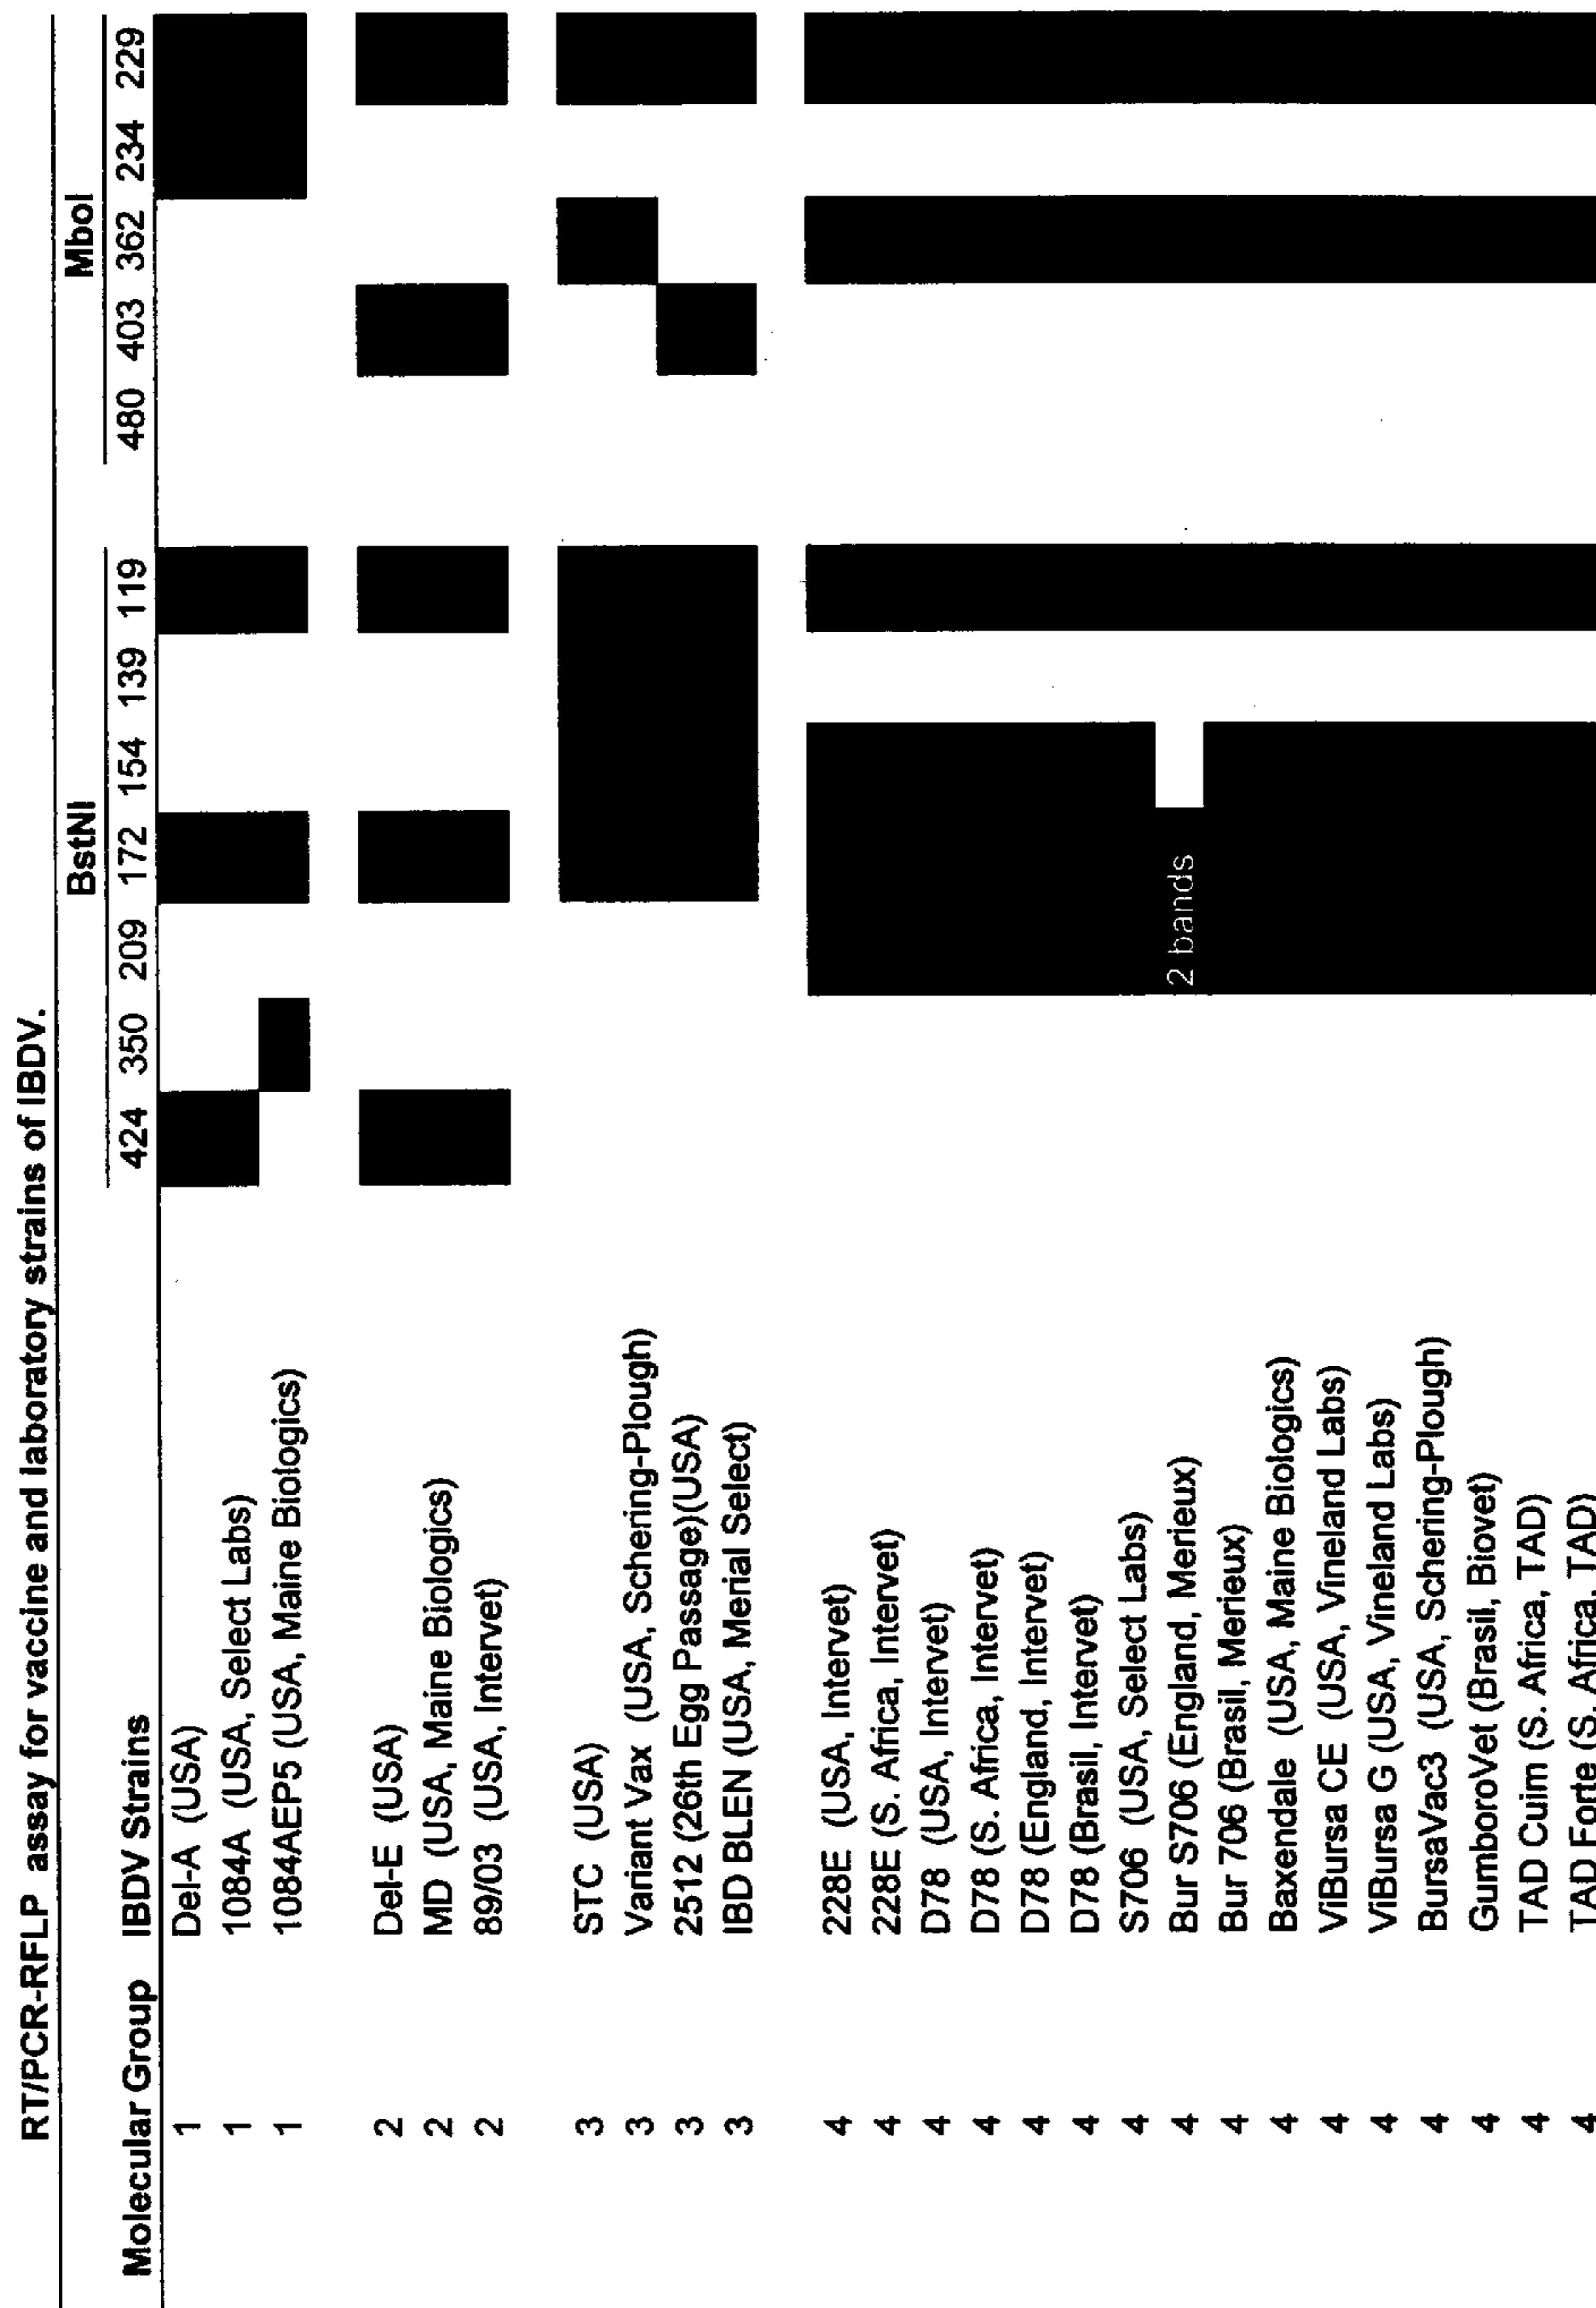 RT/PCR-RFLP assay for vaccine and laboratory strains of IBDV.
BstNI MboI
Molecular Group IBDV Strains 424 350 209 172 154 139 119 480 403 362 234 229
1 Del-A (USA)
1 1084A (USA, Select Labs)
1 1084AEP5 (USA, Maine Biologics)
2 Del-E (USA)
2 MD (USA, Maine Biologics)
2 89/03 (USA, Intervet)
3 STC (USA)
3 Variant Vax (USA, Schering-Plough)
3 2512 (26th Egg Passage)(USA)
3 IBD BLEN (USA, Merial Select)
4 228E (USA, Intervet)
4 228E (S. Africa, Intervet)
4 D78 (USA, Intervet)
4 D78 (S. Africa, Intervet)
4 D78 (England, Intervet)
4 D78 (Brasil, Intervet)
4 S706 (USA, Select Labs)
4 Bur S706 (England, Merieux) 2 bands
4 Bur 706 (Brasil, Merieux)
4 Baxendale (USA, Maine Biologics)
4 ViBursa CE (USA, Vineland Labs)
4 ViBursa G (USA, Vineland Labs)
4 BursaVac3 (USA, Schering-Plough)
4 GumboroVet (Brasil, Biovet)
4 TAD Cuim (S. Africa, TAD)
4 TAD Forte (S. Africa, TAD)